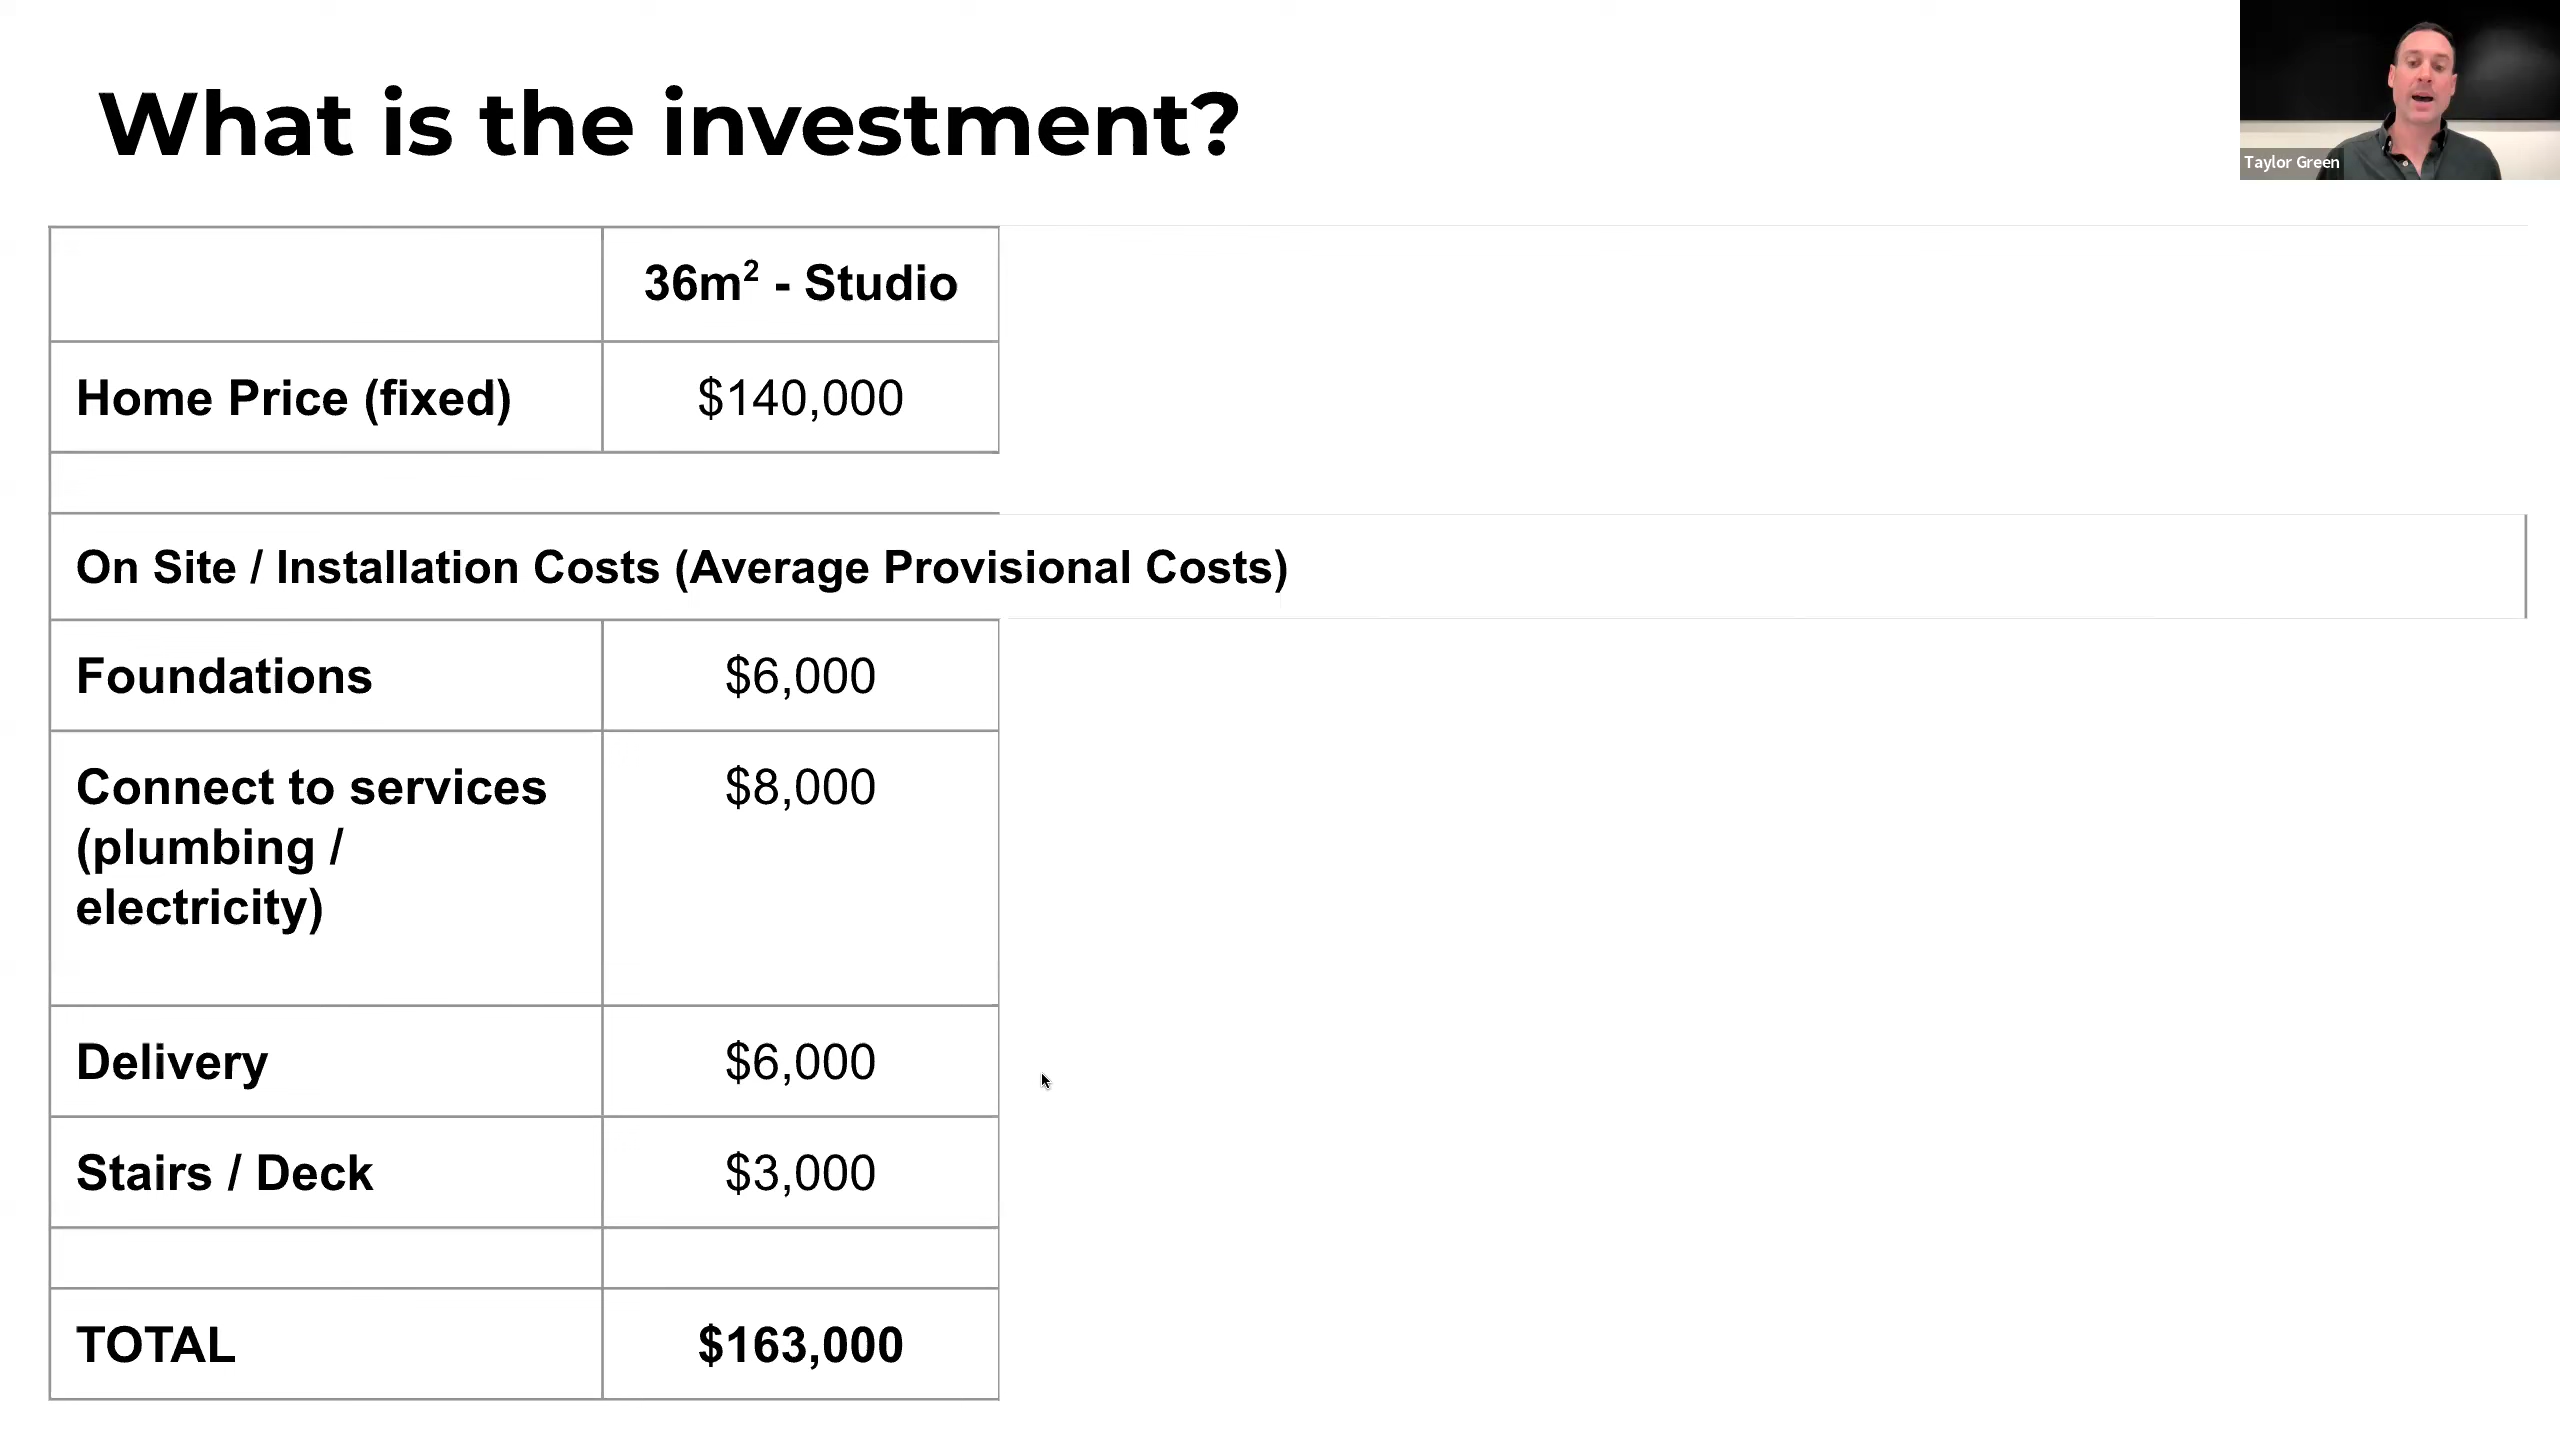 What is the investment?
Taylor Green
36m² - Studio
Home Price (fixed) $140,000
On Site / Installation Costs (Average Provisional Costs)
Foundations $6,000
Connect to services $8,000
(plumbing /
electricity)
Delivery $6,000
Stairs / Deck $3,000
TOTAL $163,000